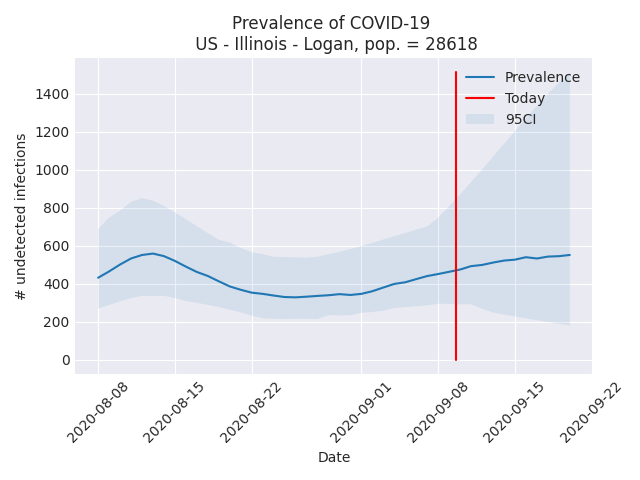 Prevalence of COVID-19
US - Illinois - Logan, pop. = 28618
Prevalence
Today
95CI
1400
1200
1000
800
600
400
200
0
# undetected infections
2020-08-08
2020-08-15
2020-08-22
2020-09-01
2020-09-08
2020-09-15
2020-09-22
Date